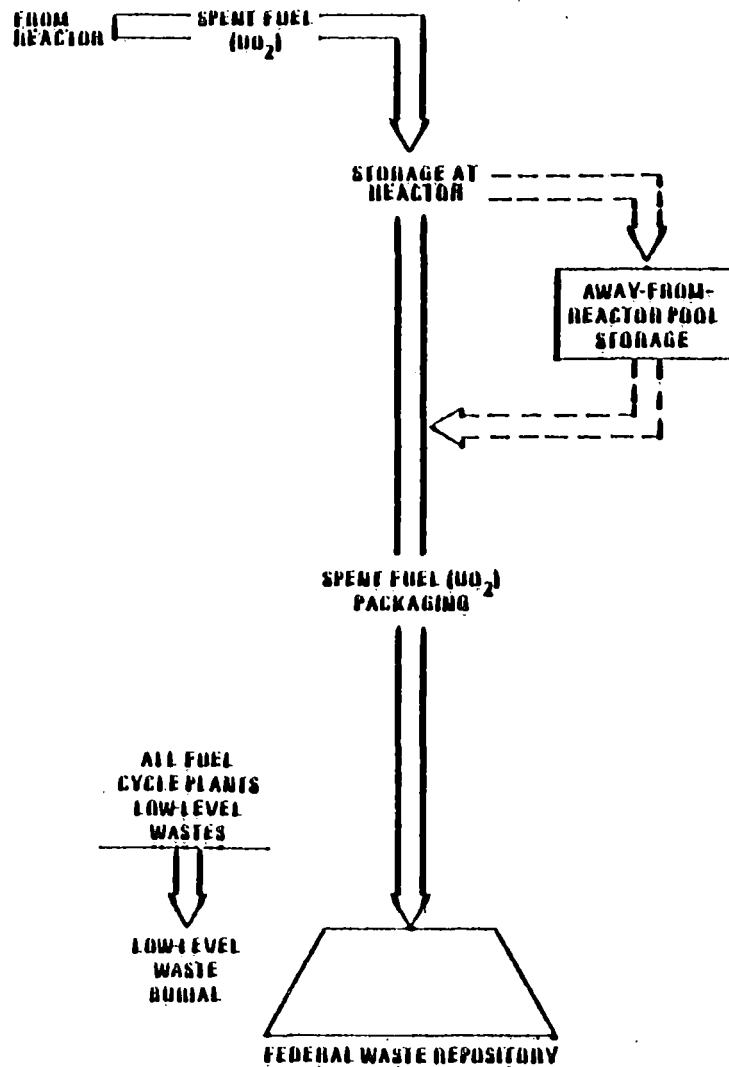 FROM
REACTOR
SPENT FUEL
(UO2)
STORAGE AT
REACTOR
AWAY-FROM-
REACTOR POOL
STORAGE
SPENT FUEL (UO2)
PACKAGING
ALL FUEL
CYCLE PLANTS
LOW-LEVEL
WASTES
LOW-LEVEL
WASTE
BURIAL
FEDERAL WASTE REPOSITORY